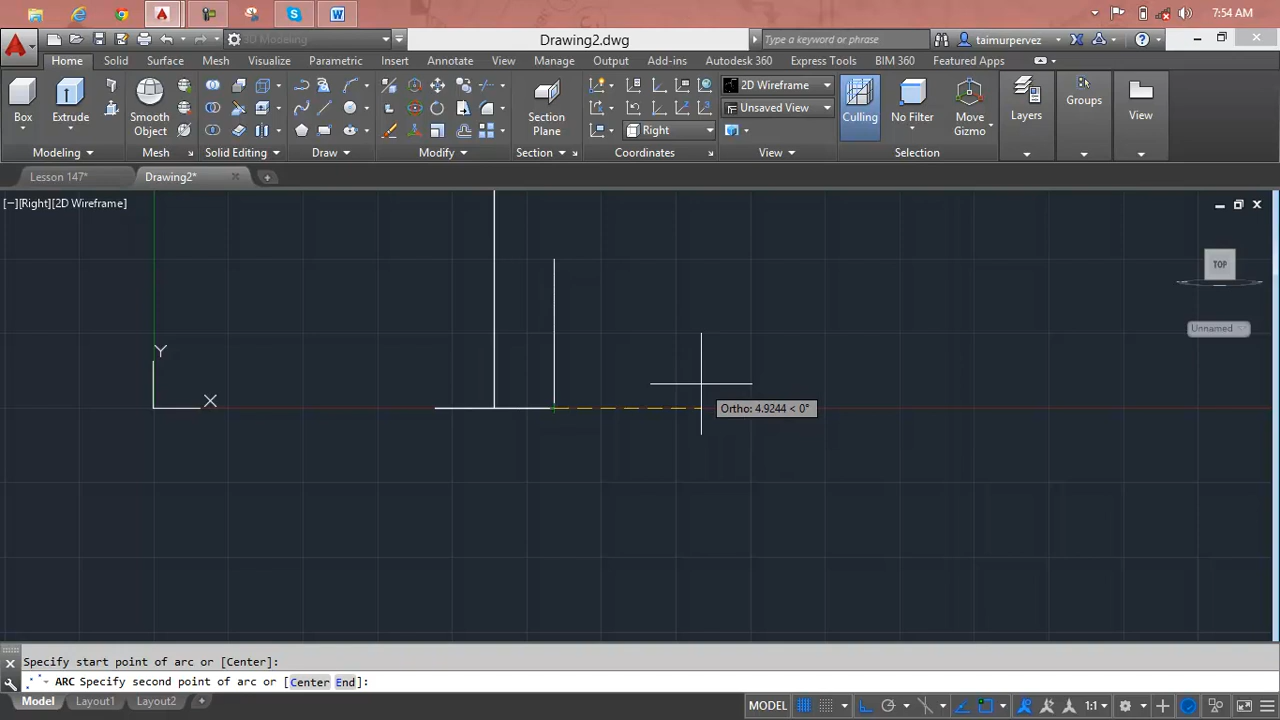 7:54 AM
3D Modeling
Drawing2.dwg
Type a keyword or phrase
taimurpervez
Home
Solid
Surface
Mesh
Visualize
Parametric
Insert
Annotate
View
Manage
Output
Add-ins
Autodesk 360
Express Tools
BIM 360
Featured Apps
Box
Extrude
Smooth Object
Section Plane
2D Wireframe
Unsaved View
Right
Culling
No Filter
Move Gizmo
Layers
Groups
View
Modeling
Mesh
Solid Editing
Draw
Modify
Section
Coordinates
View
Selection
Lesson 147*
Drawing2*
[−][Right][2D Wireframe]
TOP
Unnamed
Y
X
Ortho: 4.9244 < 0°
Specify start point of arc or [Center]:
ARC Specify second point of arc or [Center End]:
Model
Layout1
Layout2
MODEL
1:1